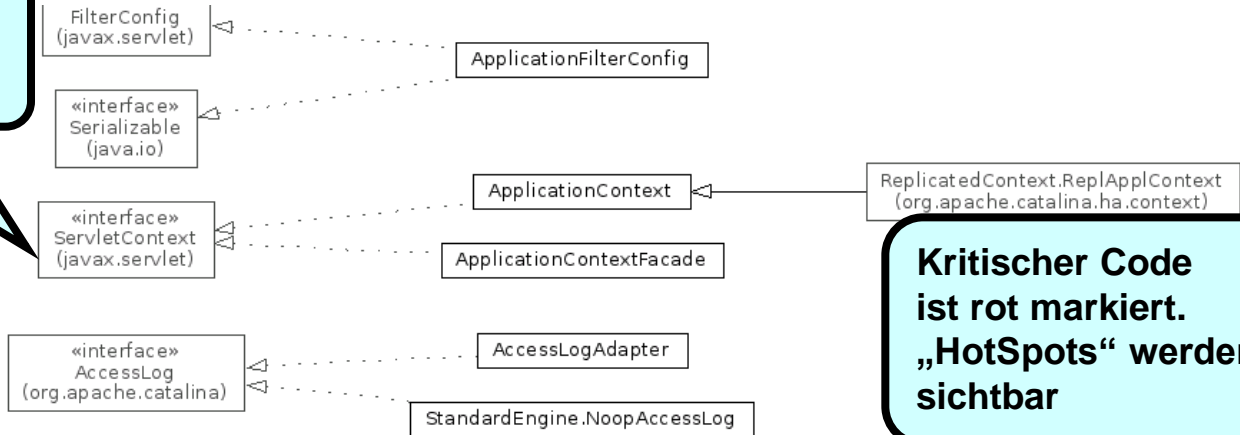 FilterConfig
(javax.servlet)
ApplicationFilterConfig
«interface»
Serializable
(java.io)
ApplicationContext
ReplicatedContext.ReplApplContext
(org.apache.catalina.ha.context)
«interface»
ServletContext
(javax.servlet)
ApplicationContextFacade
Kritischer Code
ist rot markiert.
„HotSpots“ werden
sichtbar
«interface»
AccessLog
(org.apache.catalina)
AccessLogAdapter
StandardEngine.NoopAccessLog